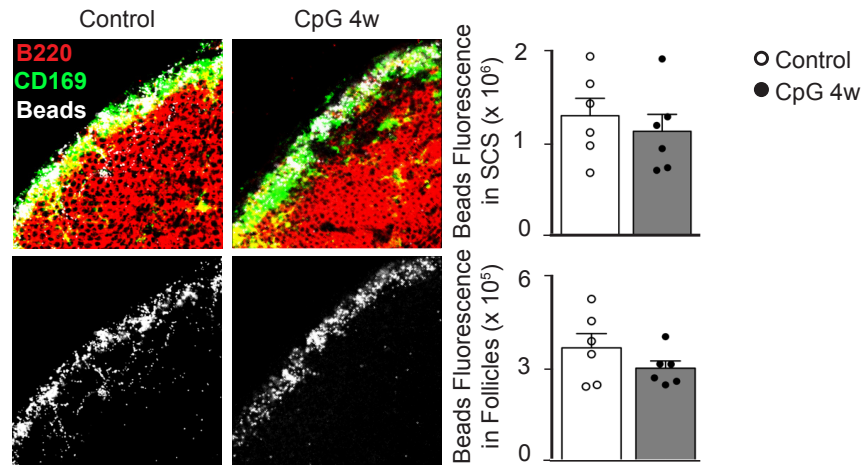 Control
CpG 4w
B220
CD169
Beads
Beads Fluorescence
in SCS (x 10⁶)
2
1
0
Control
CpG 4w
Beads Fluorescence
in Follicles (x 10⁵)
6
3
0